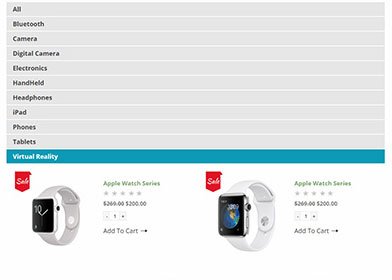 All
Bluetooth
Camera
Digital Camera
Electronics
HandHeld
Headphones
iPad
Phones
Tablets
Virtual Reality
Sale
Apple Watch Series
$269.00 $200.00
- 1 +
Add To Cart
Sale
Apple Watch Series
$269.00 $200.00
- 1 +
Add To Cart